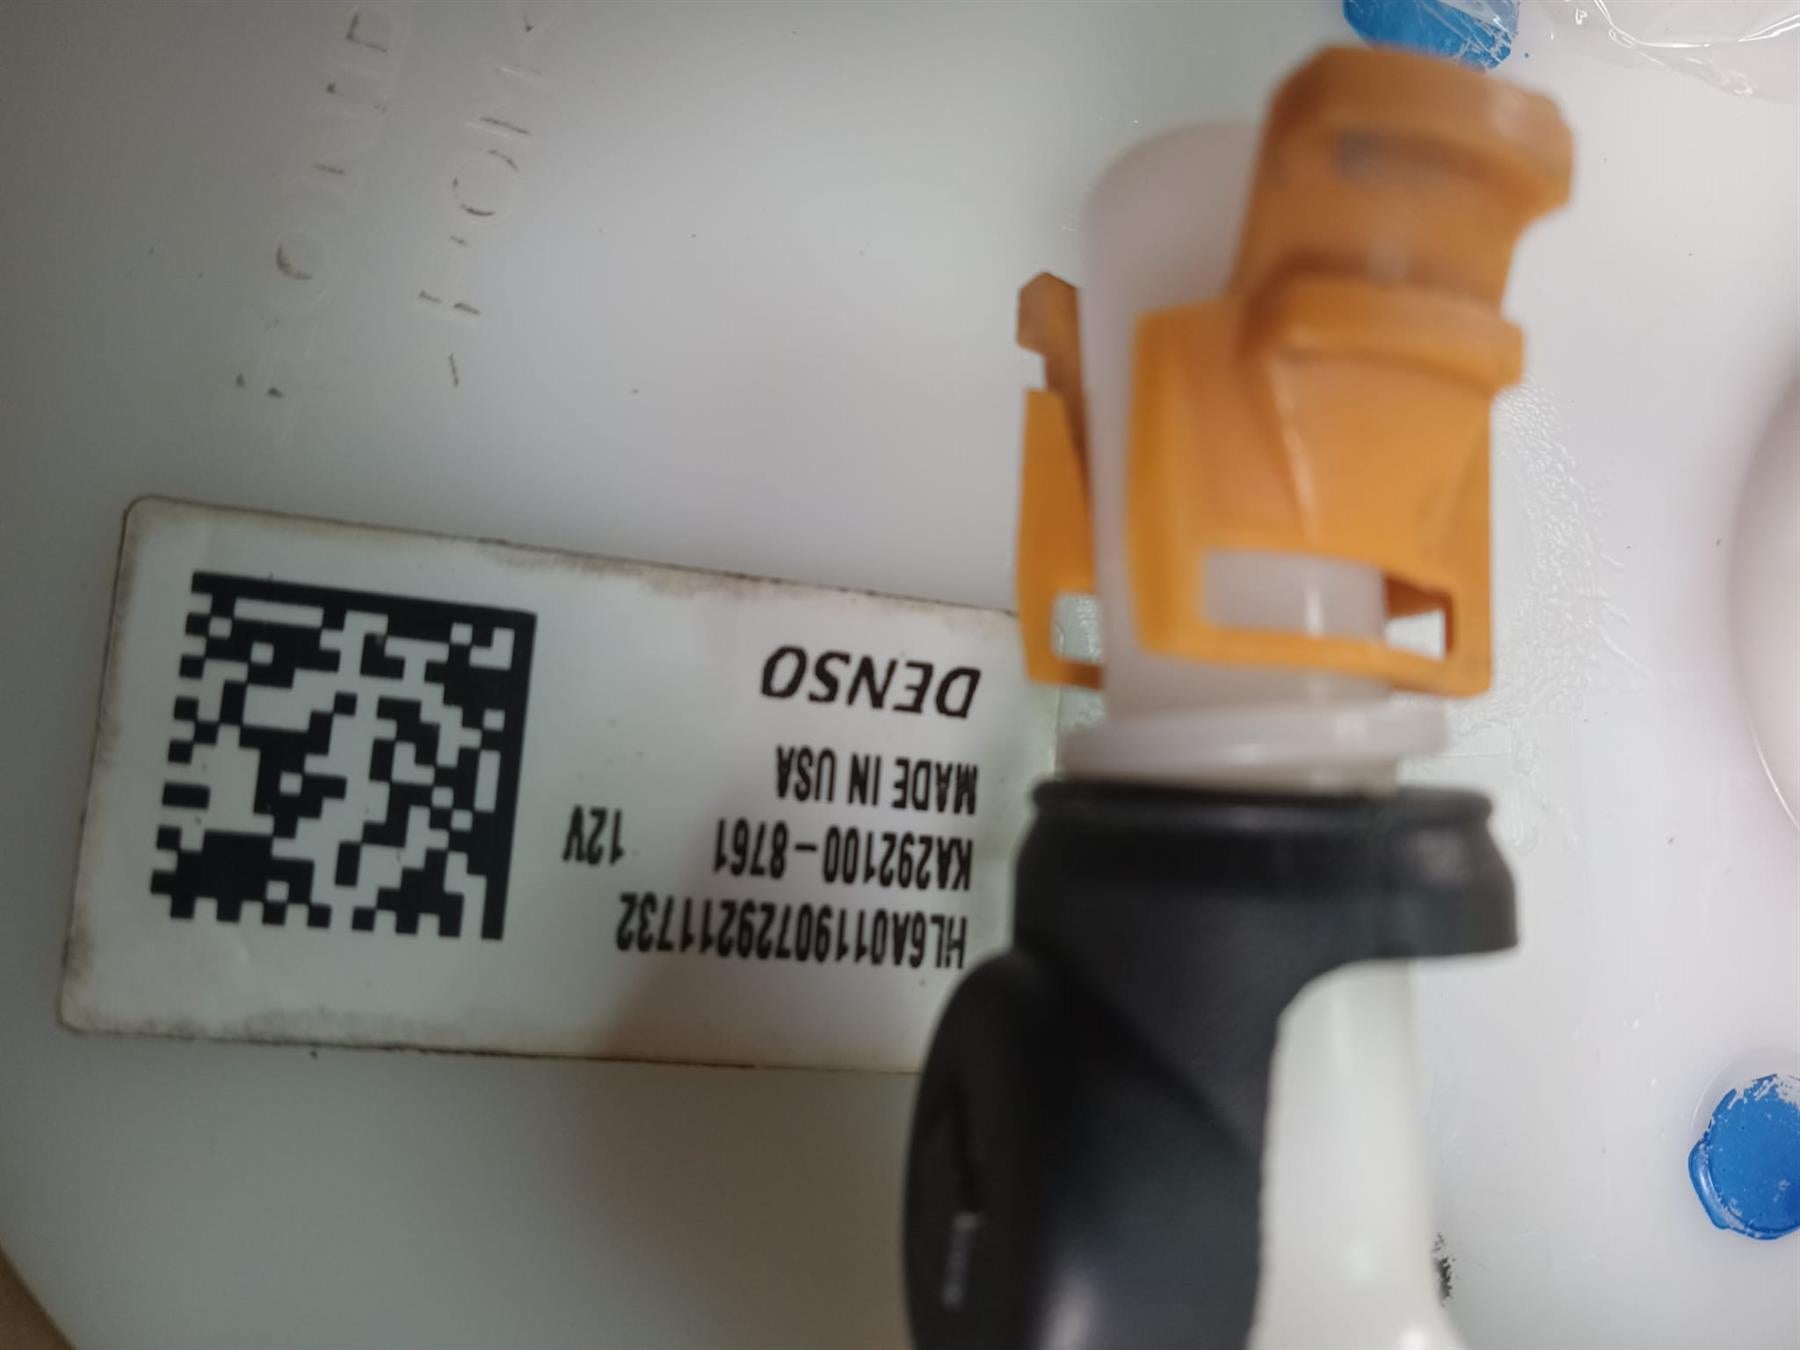 DENSO
MADE IN USA
KA292100-8761 12V
HL6A01190729211732